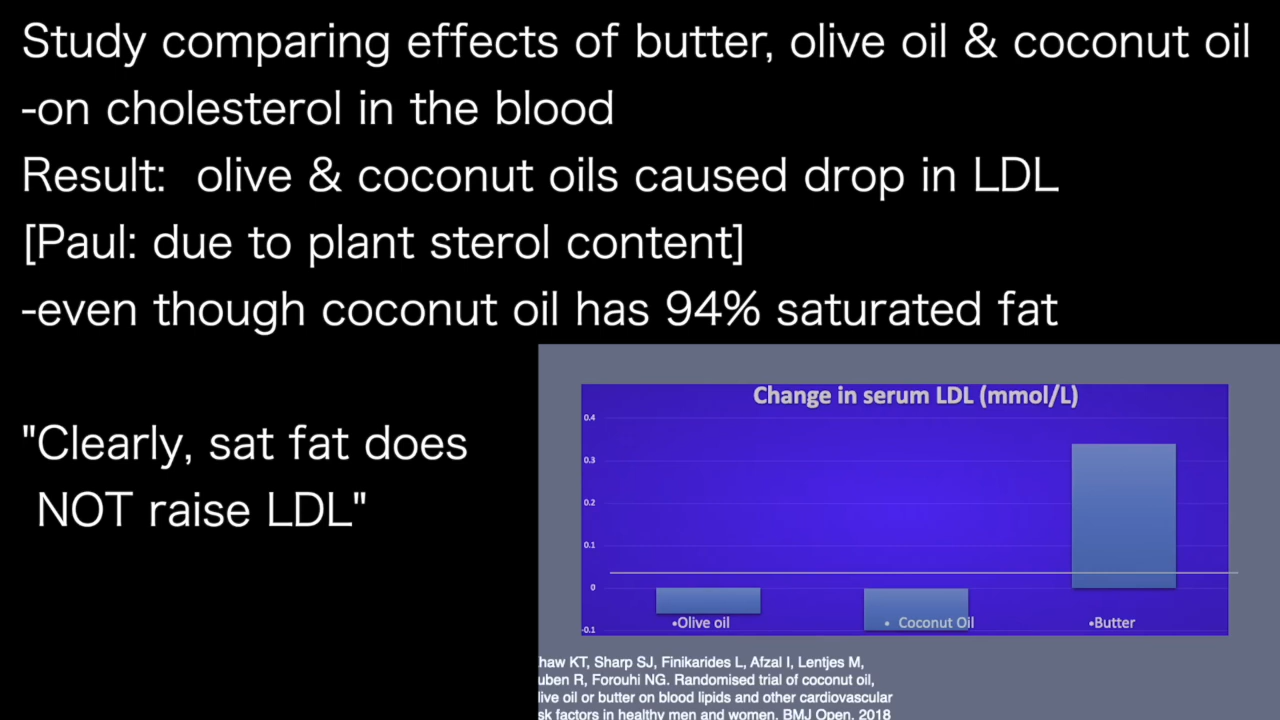 Study comparing effects of butter, olive oil & coconut oil
-on cholesterol in the blood
Result:  olive & coconut oils caused drop in LDL
[Paul: due to plant sterol content]
-even though coconut oil has 94% saturated fat
"Clearly, sat fat does
NOT raise LDL"
Change in serum LDL (mmol/L)
0.4
0.3
0.2
0.1
0
-0.1
•Olive oil
• Coconut Oil
•Butter
haw KT, Sharp SJ, Finikarides L, Afzal I, Lentjes M,
uben R, Forouhi NG. Randomised trial of coconut oil,
live oil or butter on blood lipids and other cardiovascular
sk factors in healthy men and women. BMJ Open. 2018